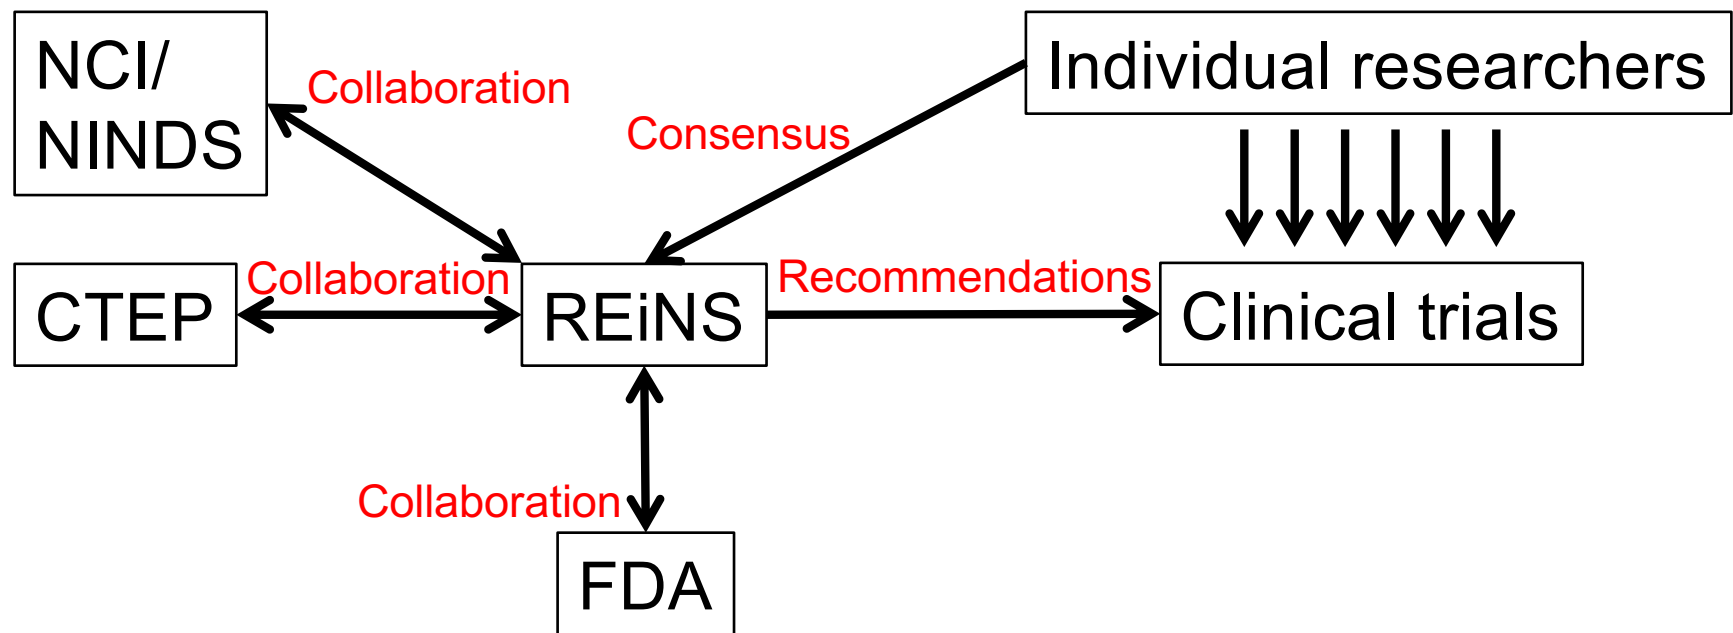 NCI/
NINDS
Collaboration
Individual researchers
Consensus
CTEP
Collaboration
REiNS
Recommendations
Clinical trials
Collaboration
FDA